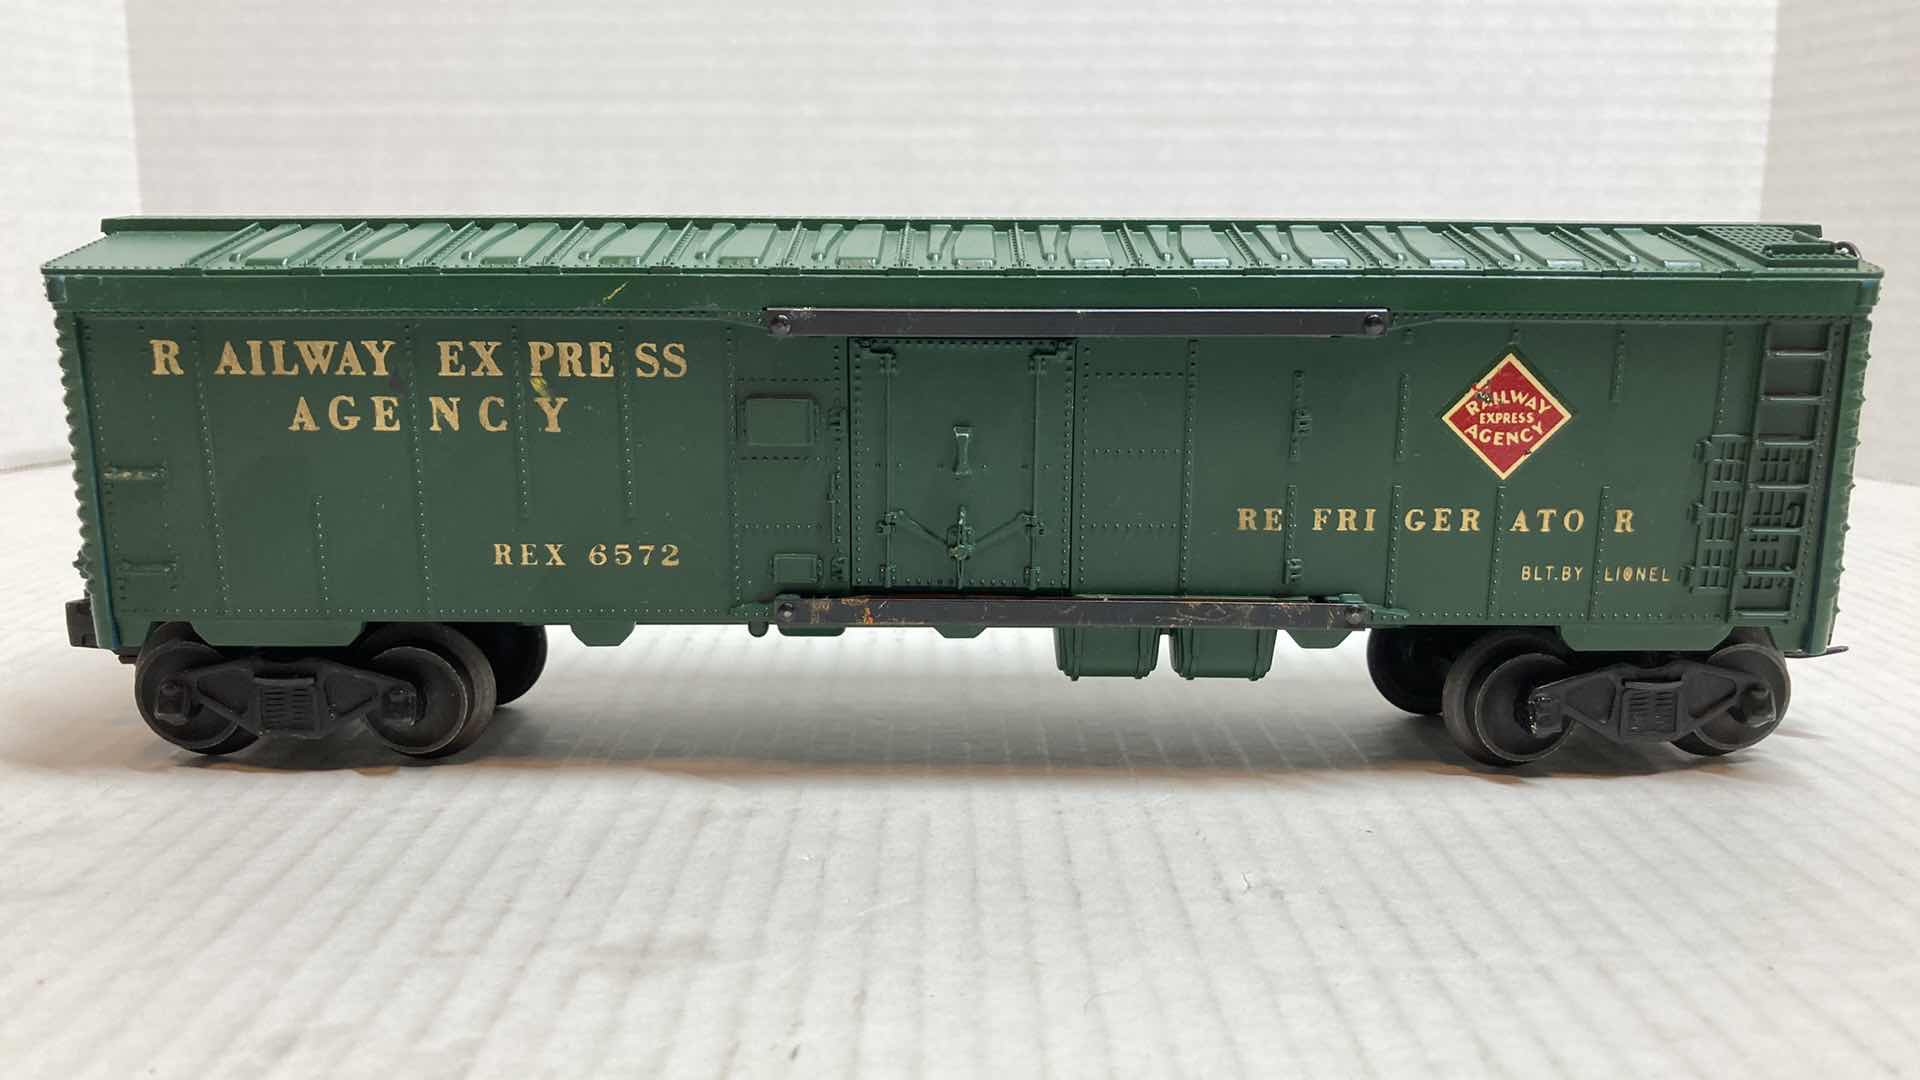 RAILWAY EXPRESS
AGENCY
REX 6572
RAILWAY
EXPRESS
AGENCY
REFRIGERATOR
BLT.BY LIONEL